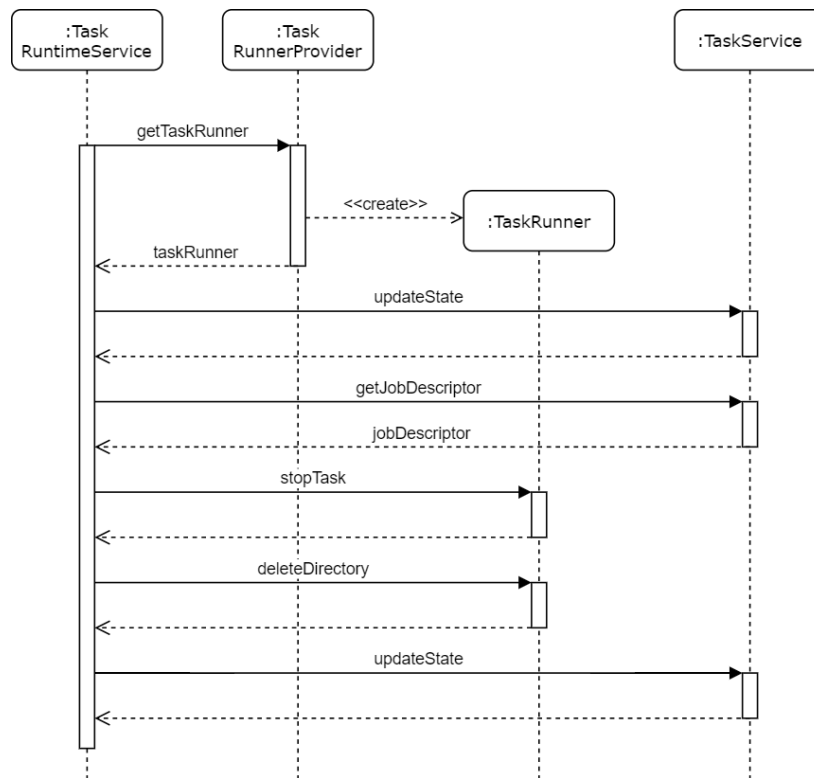 :Task
RuntimeService
:Task
RunnerProvider
:TaskService
getTaskRunner
<<create>>
:TaskRunner
taskRunner
updateState
getJobDescriptor
jobDescriptor
stopTask
deleteDirectory
updateState